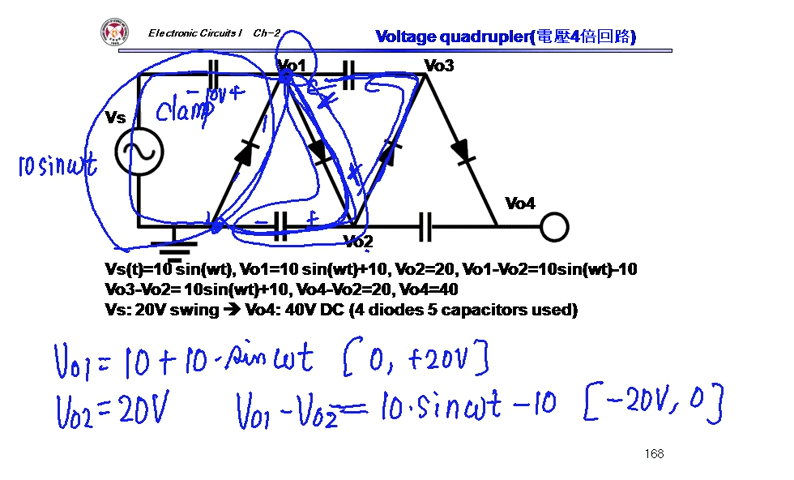 Electronic Circuits I Ch-2
Voltage quadrupler(電壓4倍回路)
Vo1
Vo3
- 10V +
clamp
Vs
10 sinωt
Vo4
- +
Vo2
Vs(t)=10 sin(wt), Vo1=10 sin(wt)+10, Vo2=20, Vo1-Vo2=10sin(wt)-10
Vo3-Vo2= 10sin(wt)+10, Vo4-Vo2=20, Vo4=40
Vs: 20V swing ➔ Vo4: 40V DC (4 diodes 5 capacitors used)
Vo1 = 10 + 10·sinωt [0, +20V]
Vo2 = 20V Vo1 - Vo2 = 10·sinωt - 10 [-20V, 0]
168